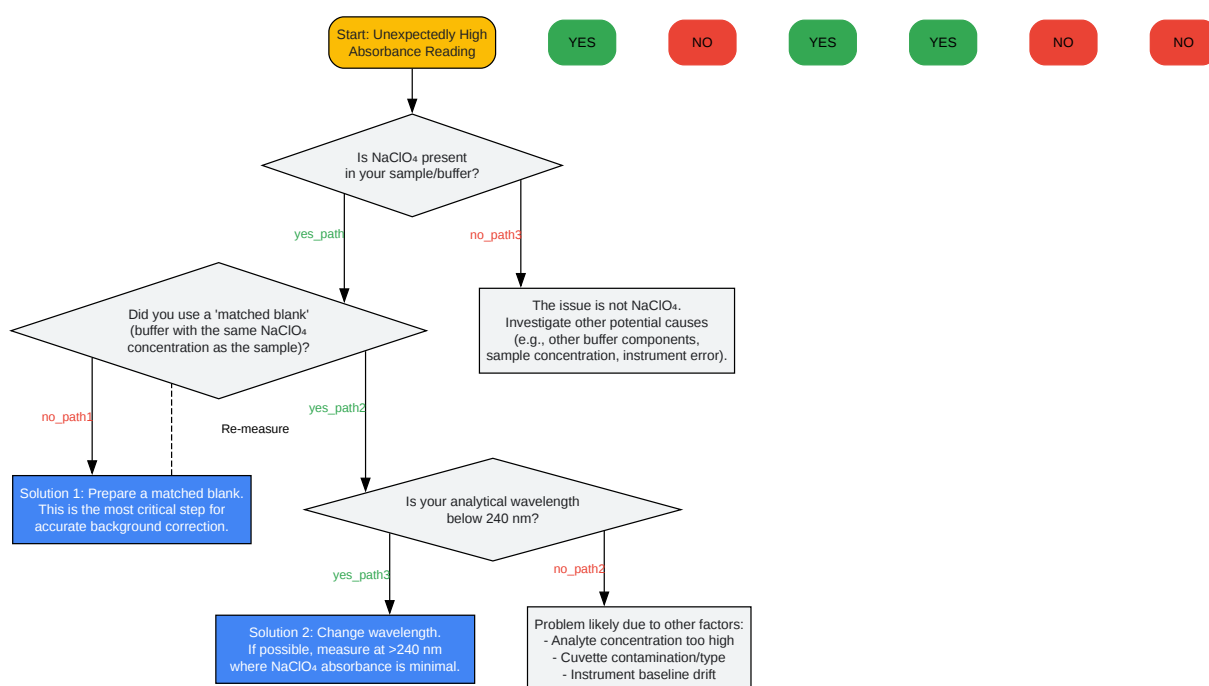 Start: Unexpectedly High
Absorbance Reading
YES
NO
YES
YES
NO
NO
Is NaClO₄ present
in your sample/buffer?
yes_path
no_path3
Did you use a 'matched blank'
(buffer with the same NaClO₄
concentration as the sample)?
The issue is not NaClO₄.
Investigate other potential causes
(e.g., other buffer components,
sample concentration, instrument error).
no_path1
Re-measure
yes_path2
Solution 1: Prepare a matched blank.
This is the most critical step for
accurate background correction.
Is your analytical wavelength
below 240 nm?
yes_path3
no_path2
Solution 2: Change wavelength.
If possible, measure at >240 nm
where NaClO₄ absorbance is minimal.
Problem likely due to other factors:
- Analyte concentration too high
- Cuvette contamination/type
- Instrument baseline drift